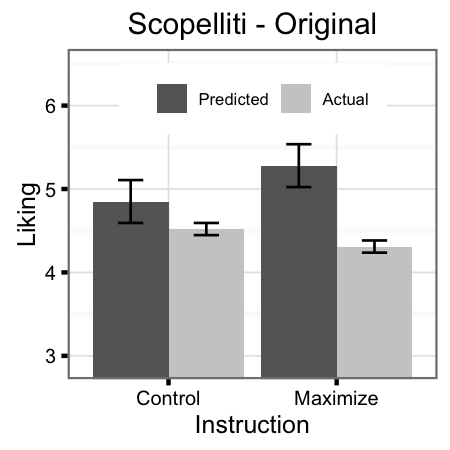 Scopelliti - Original
Predicted Actual
6
5
4
3
Liking
Control Maximize
Instruction